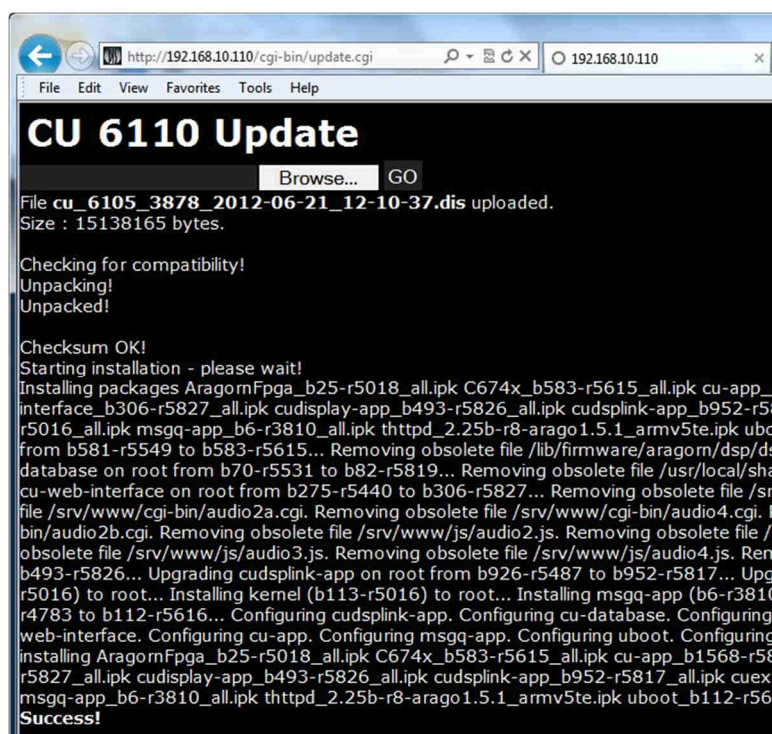 http://192.168.10.110/cgi-bin/update.cgi
192.168.10.110
File Edit View Favorites Tools Help
CU 6110 Update
Browse... GO
File cu_6105_3878_2012-06-21_12-10-37.dis uploaded.
Size : 15138165 bytes.
Checking for compatibility!
Unpacking!
Unpacked!
Checksum OK!
Starting installation - please wait!
Installing packages AragornFpga_b25-r5018_all.ipk C674x_b583-r5615_all.ipk cu-app_
interface_b306-r5827_all.ipk cudisplay-app_b493-r5826_all.ipk cudsplink-app_b952-r5
r5016_all.ipk msgq-app_b6-r3810_all.ipk thttpd_2.25b-r8-arago1.5.1_armv5te.ipk ubo
from b581-r5549 to b583-r5615... Removing obsolete file /lib/firmware/aragorn/dsp/ds
database on root from b70-r5531 to b82-r5819... Removing obsolete file /usr/local/sha
cu-web-interface on root from b275-r5440 to b306-r5827... Removing obsolete file /sr
file /srv/www/cgi-bin/audio2a.cgi. Removing obsolete file /srv/www/cgi-bin/audio4.cgi.
bin/audio2b.cgi. Removing obsolete file /srv/www/js/audio2.js. Removing obsolete file /
obsolete file /srv/www/js/audio3.js. Removing obsolete file /srv/www/js/audio4.js. Rem
b493-r5826... Upgrading cudsplink-app on root from b926-r5487 to b952-r5817... Upg
r5016) to root... Installing kernel (b113-r5016) to root... Installing msgq-app (b6-r3810
r4783 to b112-r5616... Configuring cudsplink-app. Configuring cu-database. Configuring
web-interface. Configuring cu-app. Configuring msgq-app. Configuring uboot. Configuring
installing AragornFpga_b25-r5018_all.ipk C674x_b583-r5615_all.ipk cu-app_b1568-r58
r5827_all.ipk cudisplay-app_b493-r5826_all.ipk cudsplink-app_b952-r5817_all.ipk cuex
msgq-app_b6-r3810_all.ipk thttpd_2.25b-r8-arago1.5.1_armv5te.ipk uboot_b112-r56
Success!